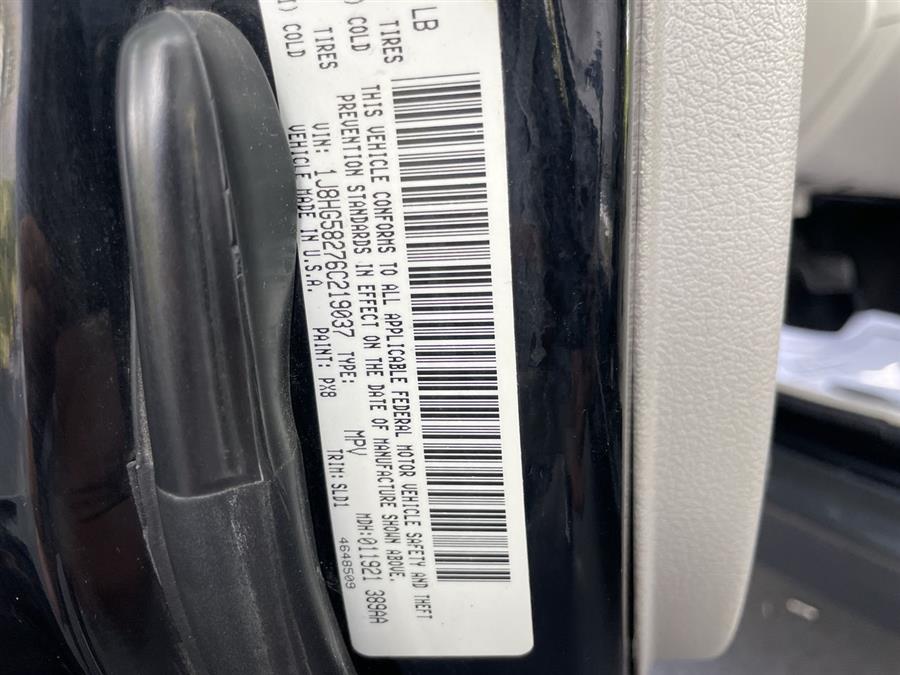 LB
) COLD TIRES
) COLD TIRES
THIS VEHICLE CONFORMS TO ALL APPLICABLE FEDERAL MOTOR VEHICLE SAFETY AND THEFT
PREVENTION STANDARDS IN EFFECT ON THE DATE OF MANUFACTURE SHOWN ABOVE.
VIN: 1J8HG58276C219037 TYPE: MPV MDH:011921 389AA
VEHICLE MADE IN U.S.A. PAINT: PX8 TRIM: SLD1 4648509